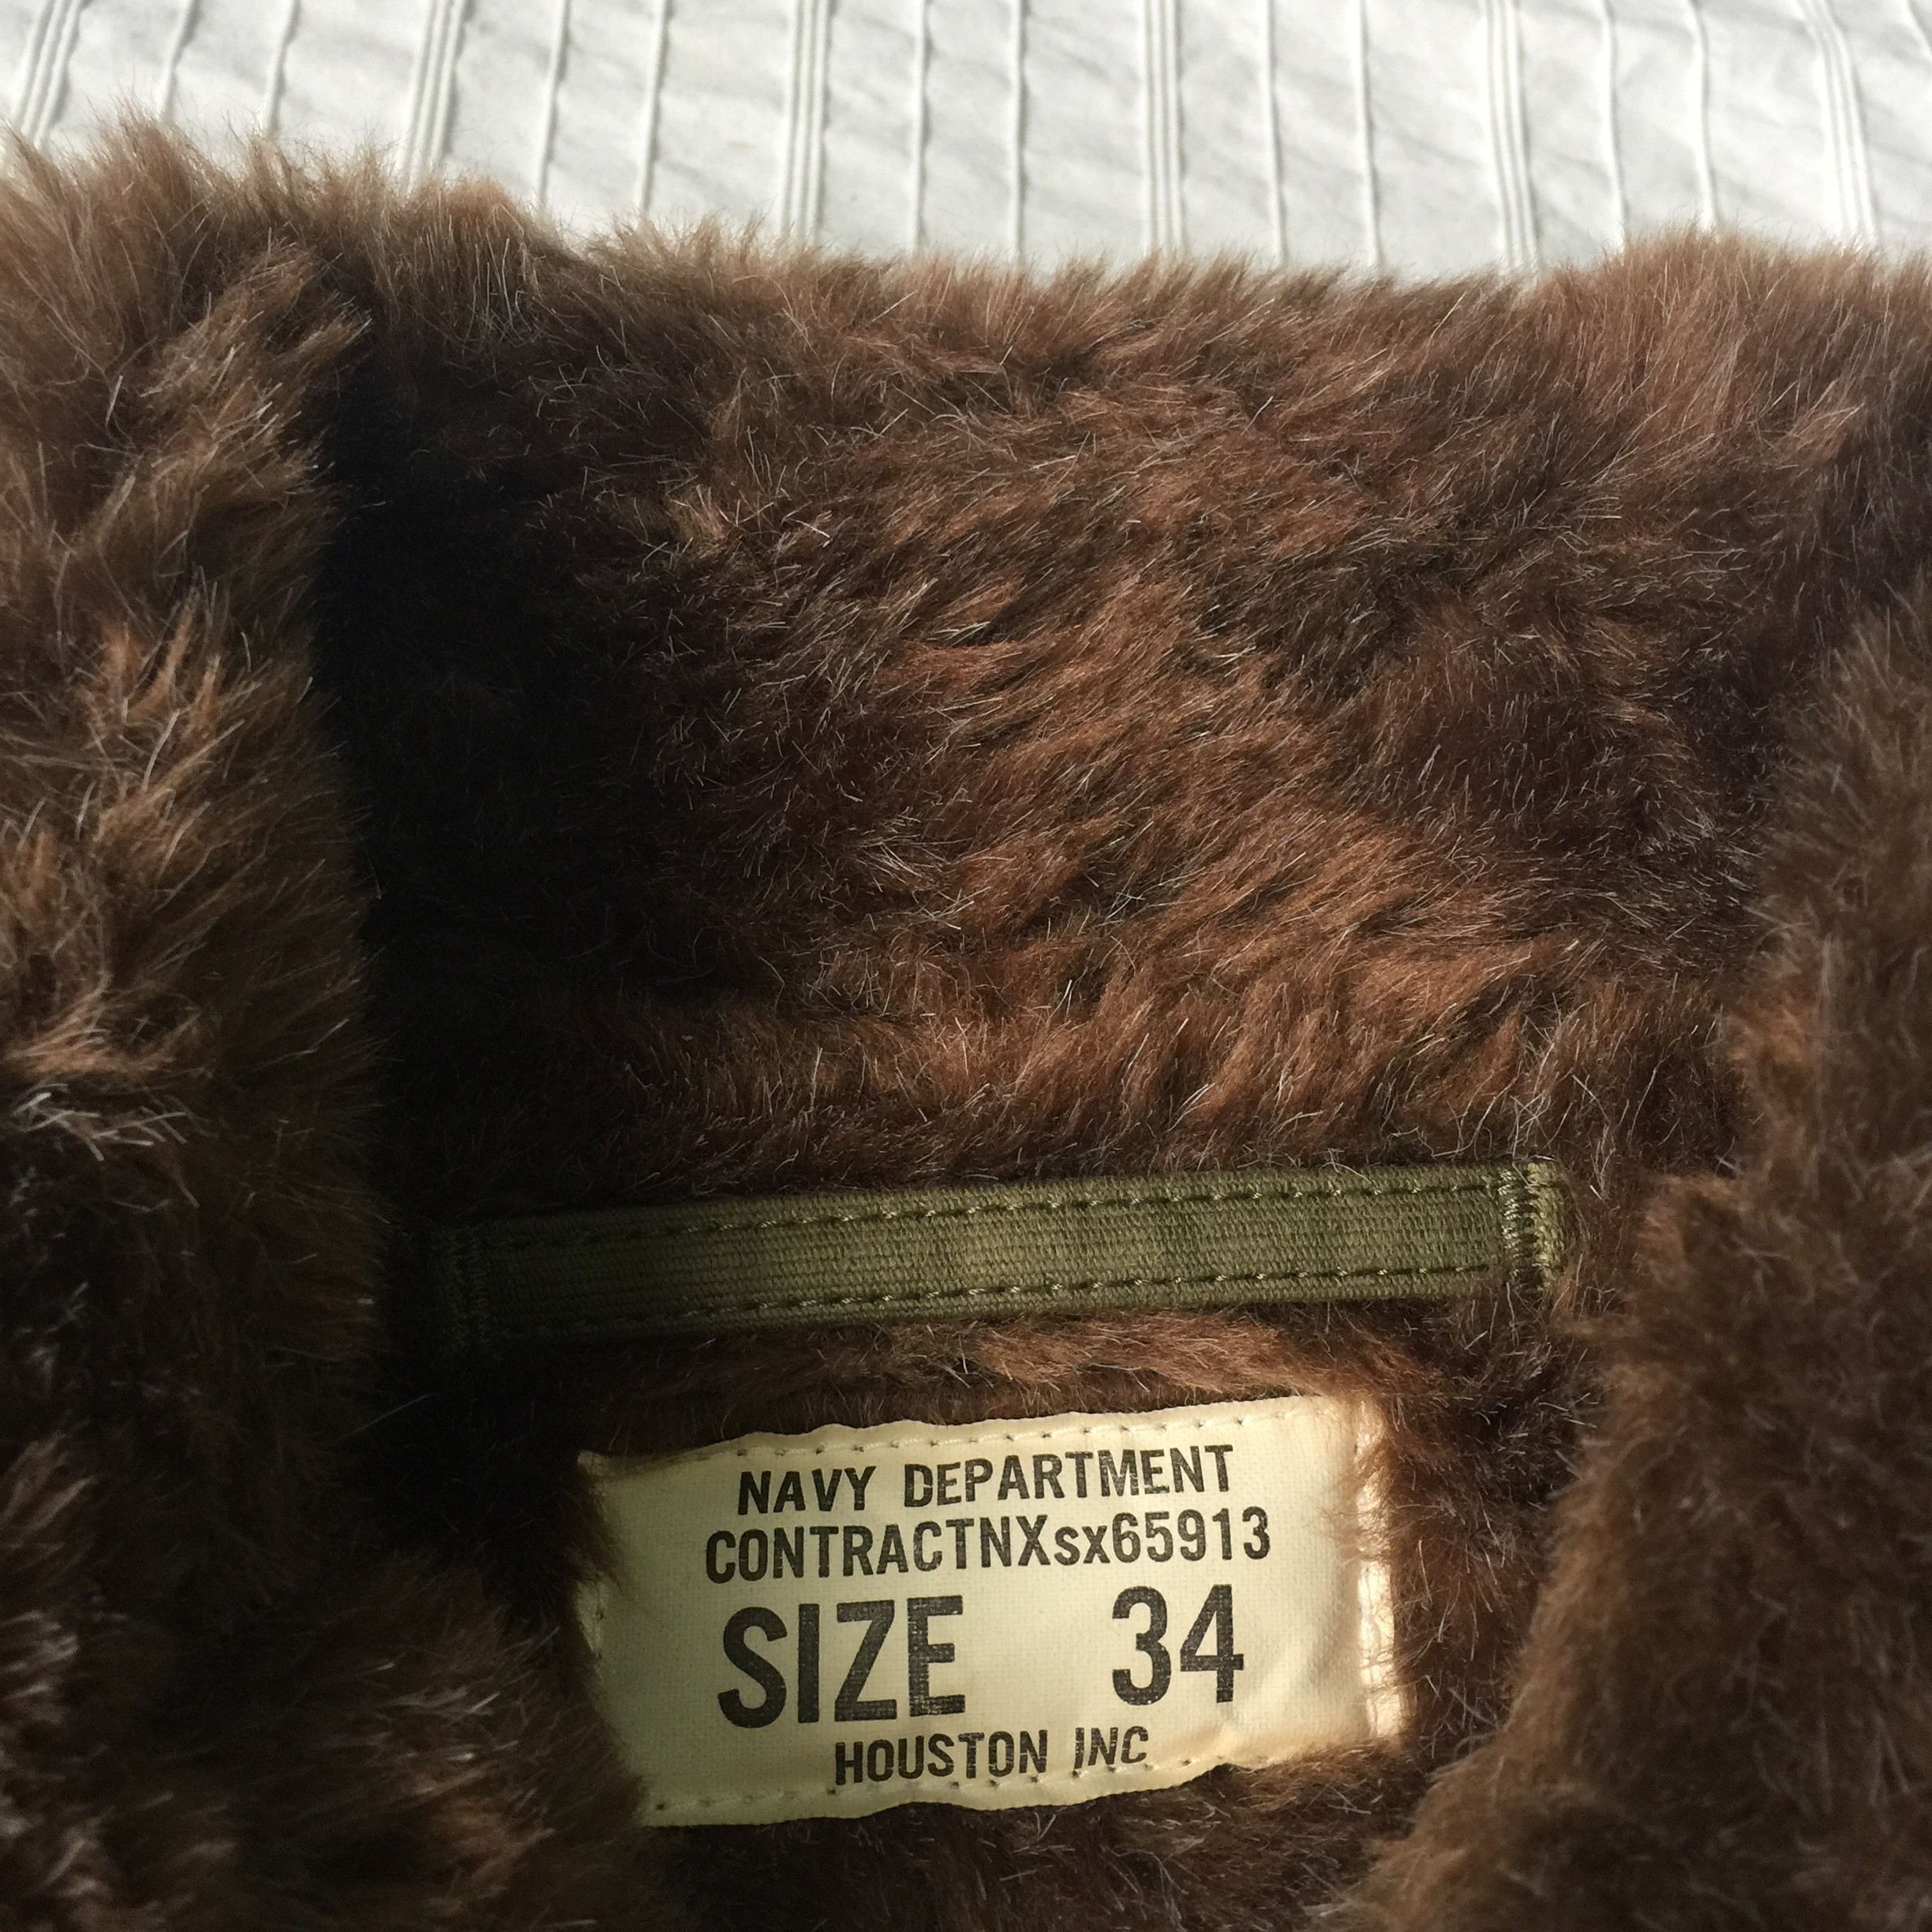 NAVY DEPARTMENT
CONTRACTNXsx65913
SIZE 34
HOUSTON INC